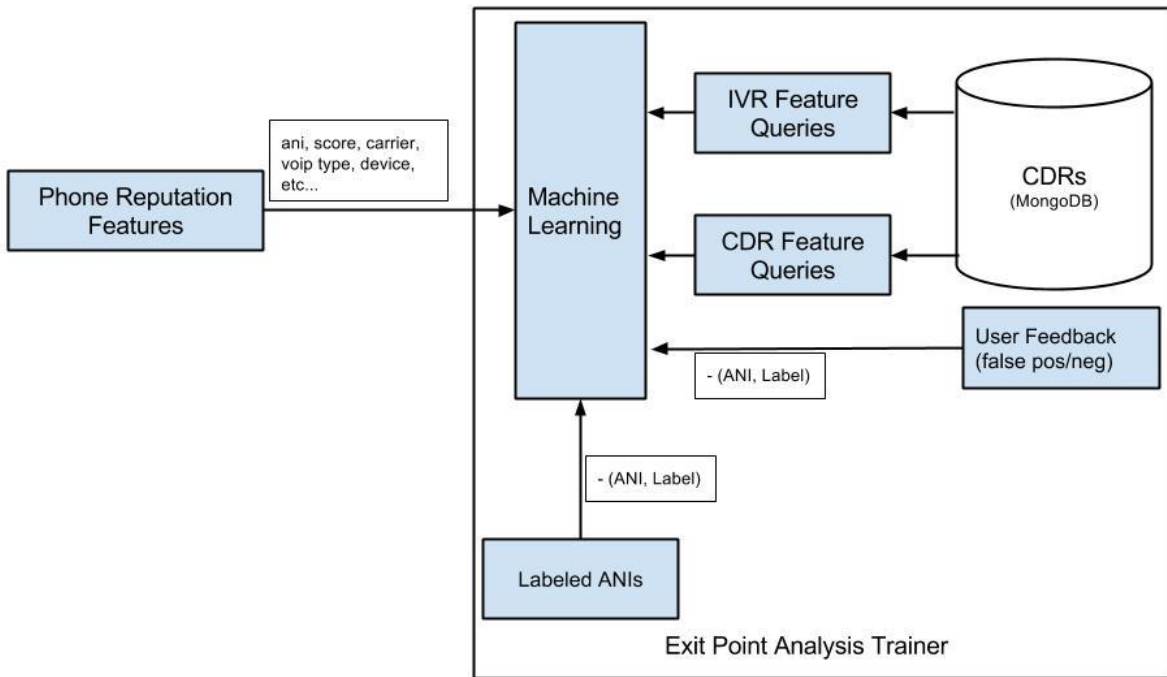 ani, score, carrier,
voip type, device,
etc...
Phone Reputation
Features
Machine
Learning
IVR Feature
Queries
CDR Feature
Queries
CDRs
(MongoDB)
User Feedback
(false pos/neg)
- (ANI, Label)
- (ANI, Label)
Labeled ANIs
Exit Point Analysis Trainer